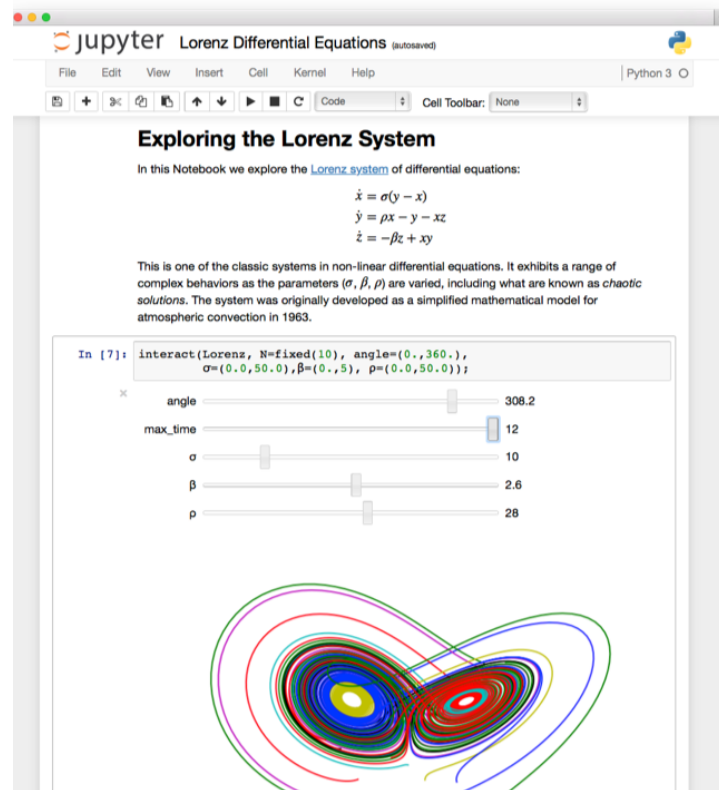 jupyter Lorenz Differential Equations (autosaved)
File Edit View Insert Cell Kernel Help Python 3
Code Cell Toolbar: None
Exploring the Lorenz System
In this Notebook we explore the Lorenz system of differential equations:
ẋ = σ(y − x)
ẏ = ρx − y − xz
ż = −βz + xy
This is one of the classic systems in non-linear differential equations. It exhibits a range of
complex behaviors as the parameters (σ, β, ρ) are varied, including what are known as chaotic
solutions. The system was originally developed as a simplified mathematical model for
atmospheric convection in 1963.
In [7]: interact(Lorenz, N=fixed(10), angle=(0.,360.),
σ=(0.0,50.0),β=(0.,5), ρ=(0.0,50.0));
angle 308.2
max_time 12
σ 10
β 2.6
ρ 28